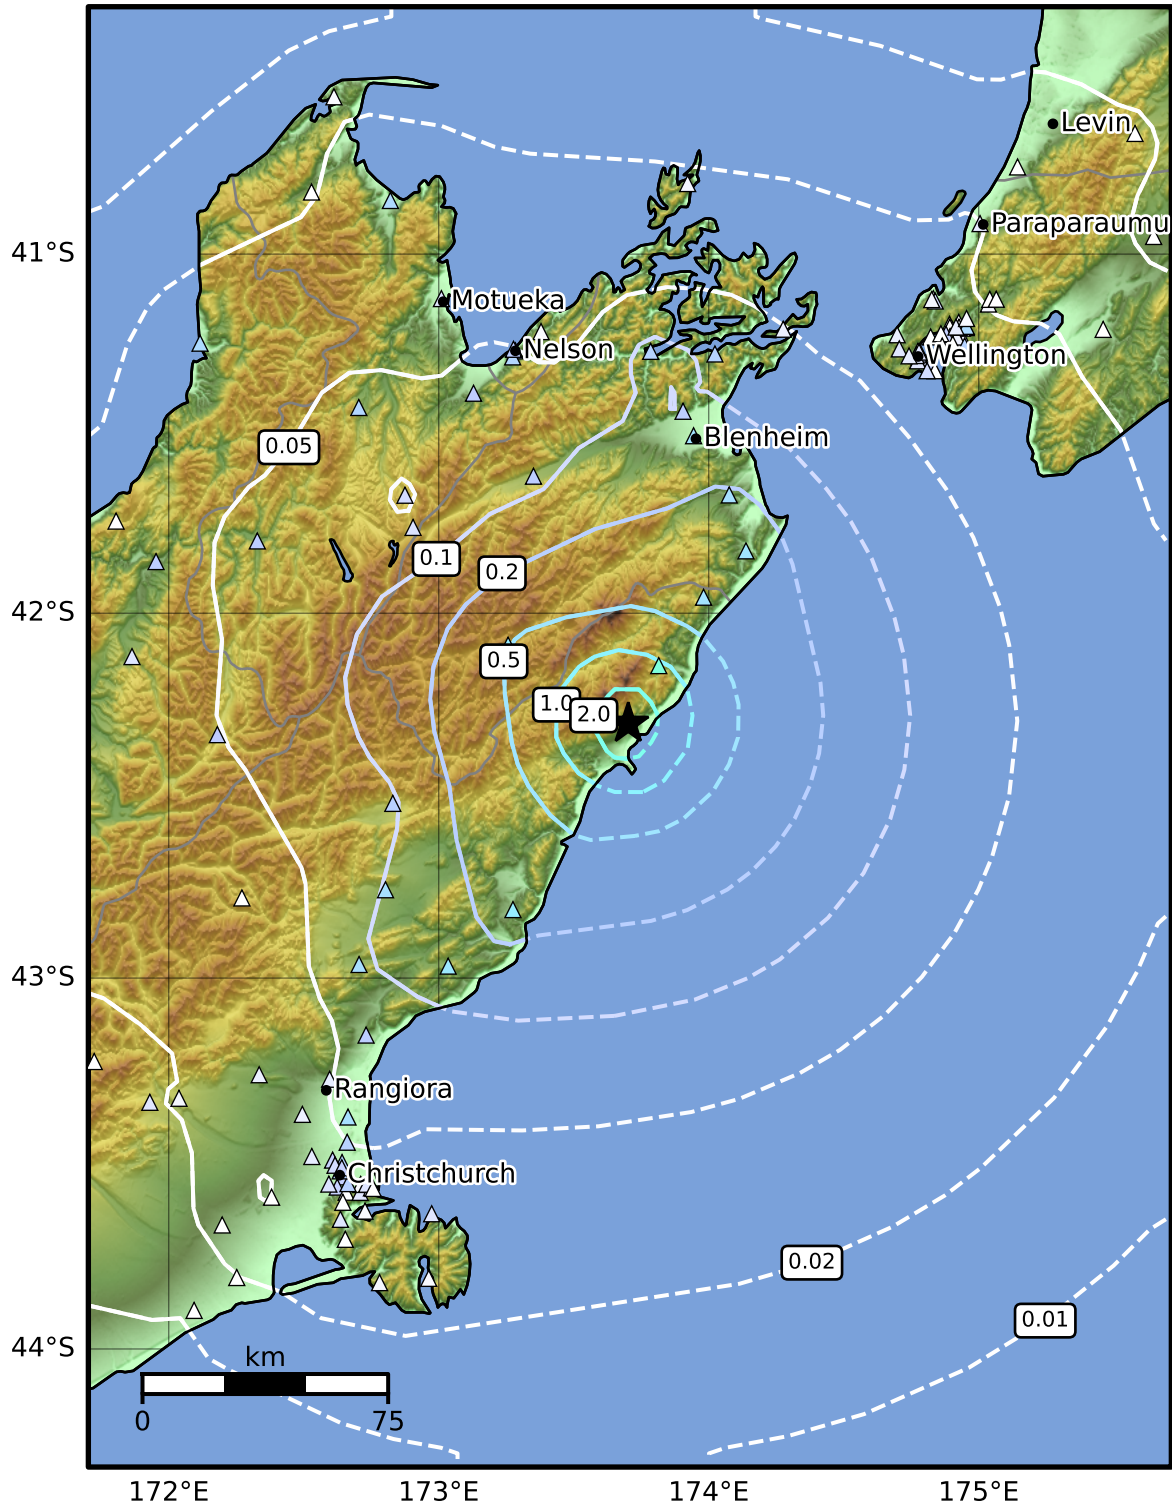 Levin
Paraparaumu
41°S
Motueka
Nelson
Wellington
Blenheim
0.05
0.1
0.2
42°S
0.5
1.0
2.0
43°S
Rangiora
Christchurch
0.02
0.01
44°S
km
0 75
172°E 173°E 174°E 175°E